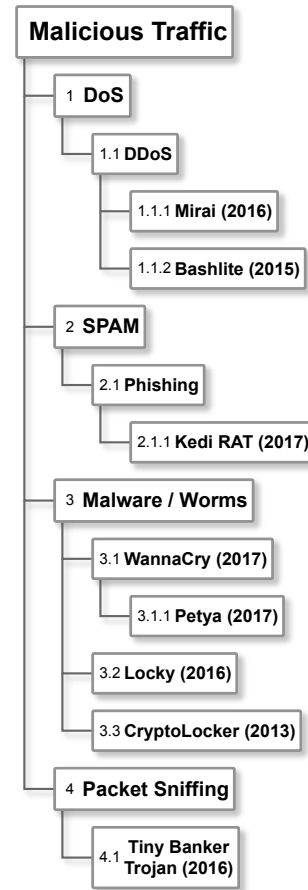 Malicious Traffic
1 DoS
1.1 DDoS
1.1.1 Mirai (2016)
1.1.2 Bashlite (2015)
2 SPAM
2.1 Phishing
2.1.1 Kedi RAT (2017)
3 Malware / Worms
3.1 WannaCry (2017)
3.1.1 Petya (2017)
3.2 Locky (2016)
3.3 CryptoLocker (2013)
4 Packet Sniffing
4.1 Tiny Banker
Trojan (2016)